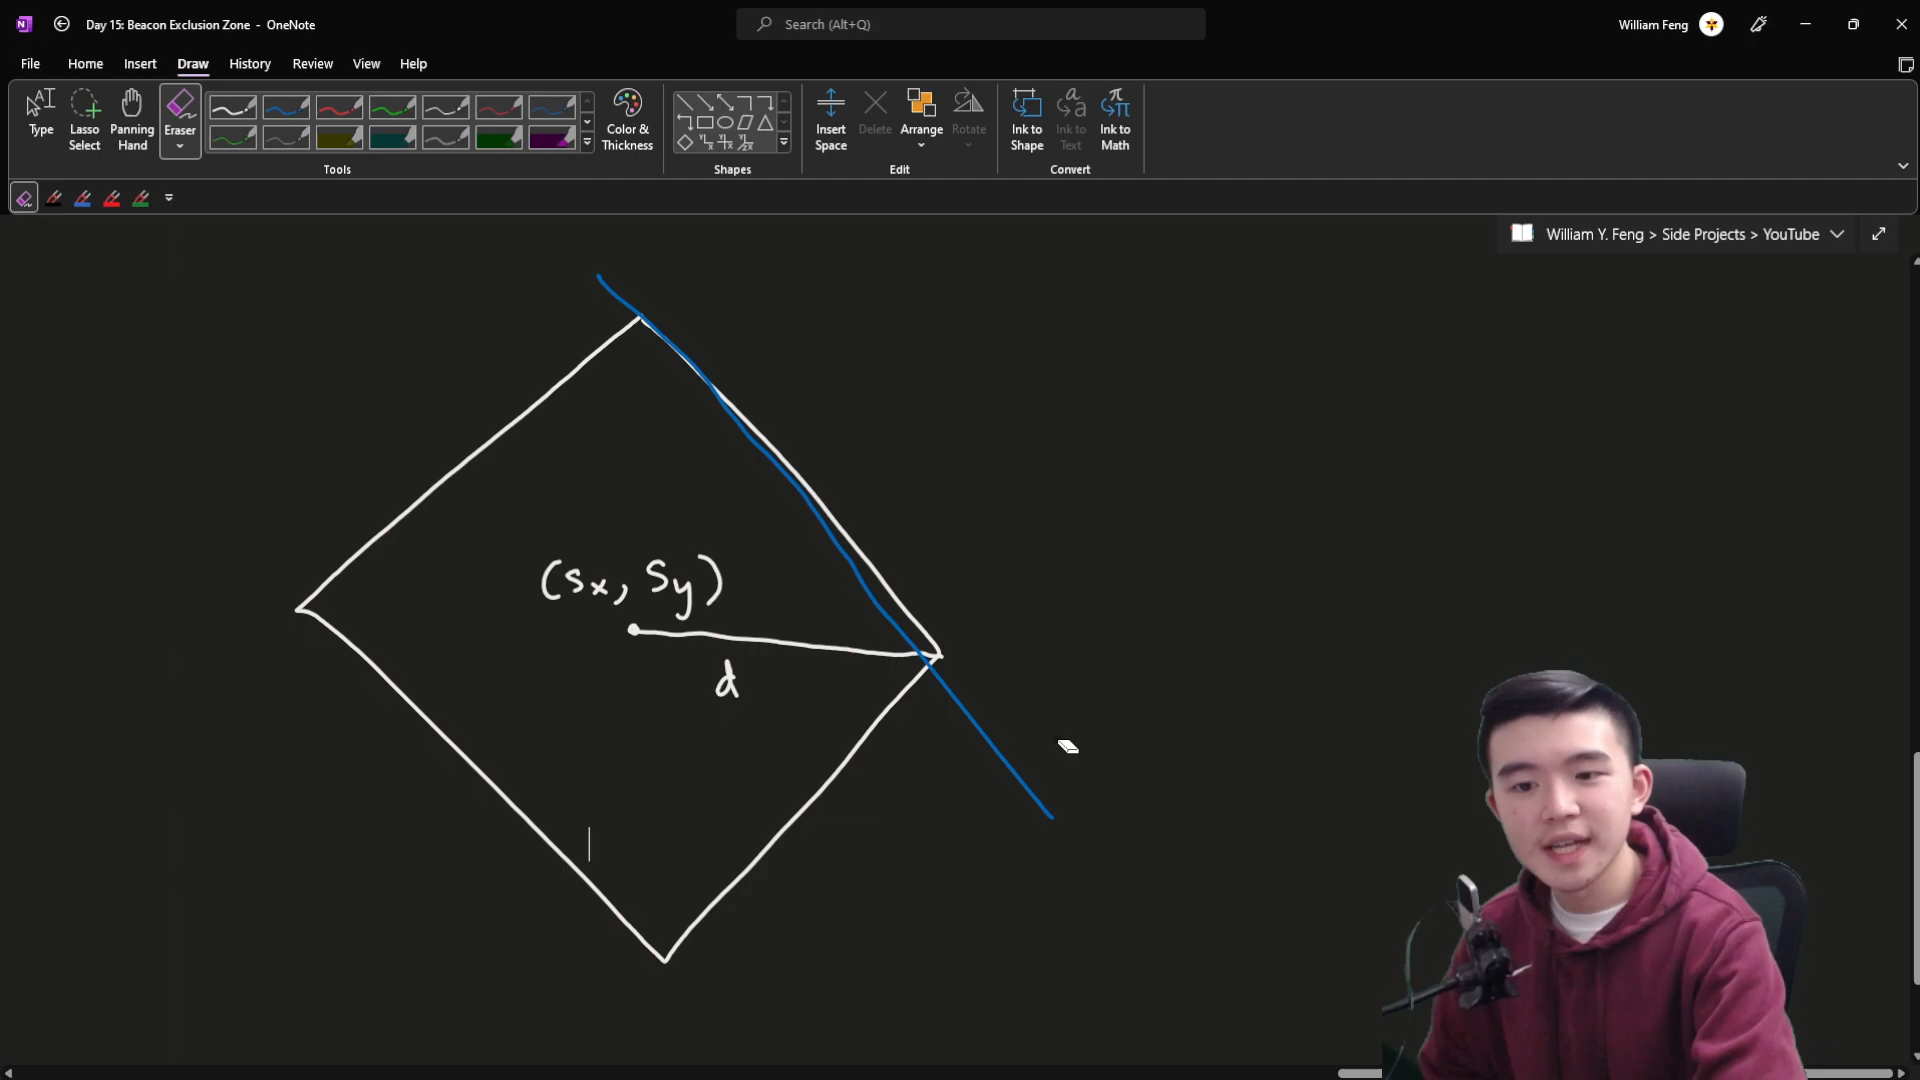 Day 15: Beacon Exclusion Zone - OneNote
Search (Alt+Q)
William Feng
File Home Insert Draw History Review View Help
Type
Lasso Select
Panning Hand
Eraser
Color & Thickness
Insert Space
Delete
Arrange
Rotate
Ink to Shape
Ink to Text
Ink to Math
Tools
Shapes
Edit
Convert
William Y. Feng > Side Projects > YouTube
(Sx, Sy)
d